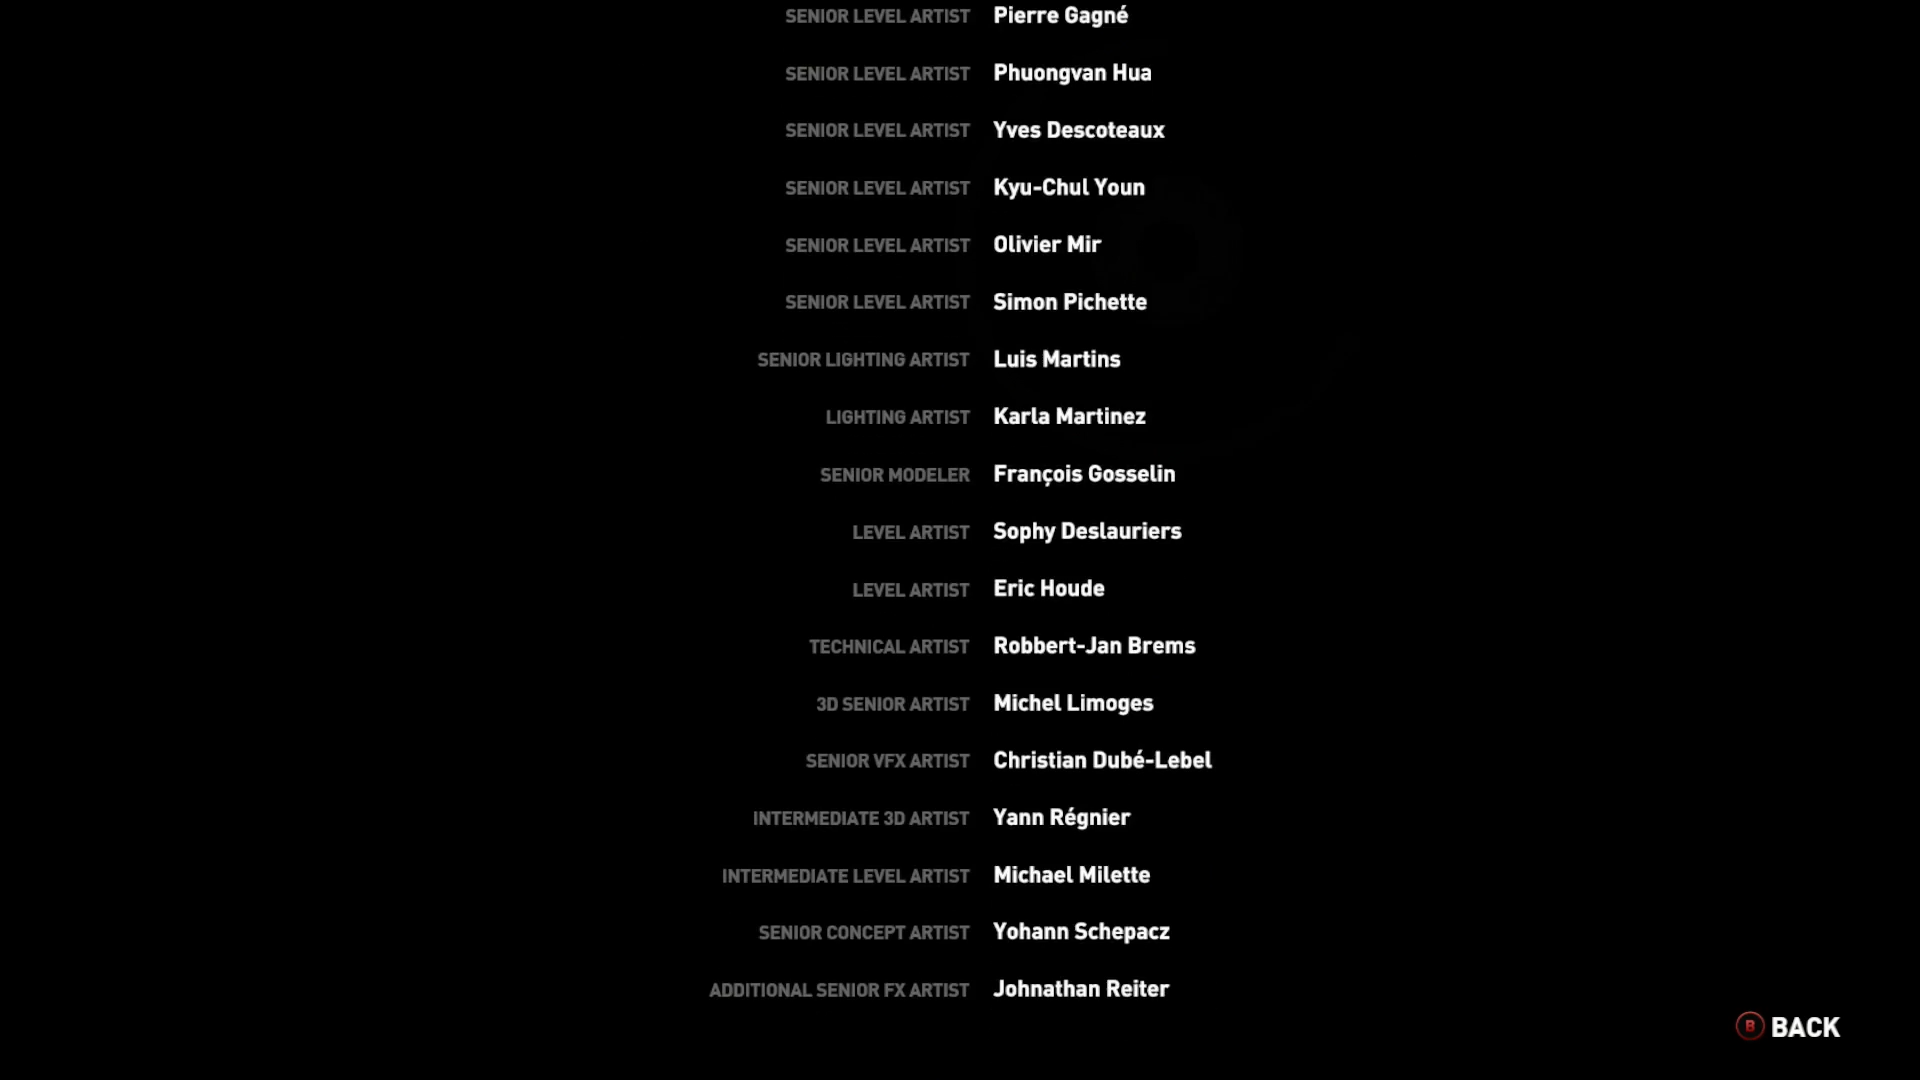 SENIOR LEVEL ARTIST Pierre Gagné
SENIOR LEVEL ARTIST Phuongvan Hua
SENIOR LEVEL ARTIST Yves Descoteaux
SENIOR LEVEL ARTIST Kyu-Chul Youn
SENIOR LEVEL ARTIST Olivier Mir
SENIOR LEVEL ARTIST Simon Pichette
SENIOR LIGHTING ARTIST Luis Martins
LIGHTING ARTIST Karla Martinez
SENIOR MODELER François Gosselin
LEVEL ARTIST Sophy Deslauriers
LEVEL ARTIST Eric Houde
TECHNICAL ARTIST Robbert-Jan Brems
3D SENIOR ARTIST Michel Limoges
SENIOR VFX ARTIST Christian Dubé-Lebel
INTERMEDIATE 3D ARTIST Yann Régnier
INTERMEDIATE LEVEL ARTIST Michael Milette
SENIOR CONCEPT ARTIST Yohann Schepacz
ADDITIONAL SENIOR FX ARTIST Johnathan Reiter
B BACK